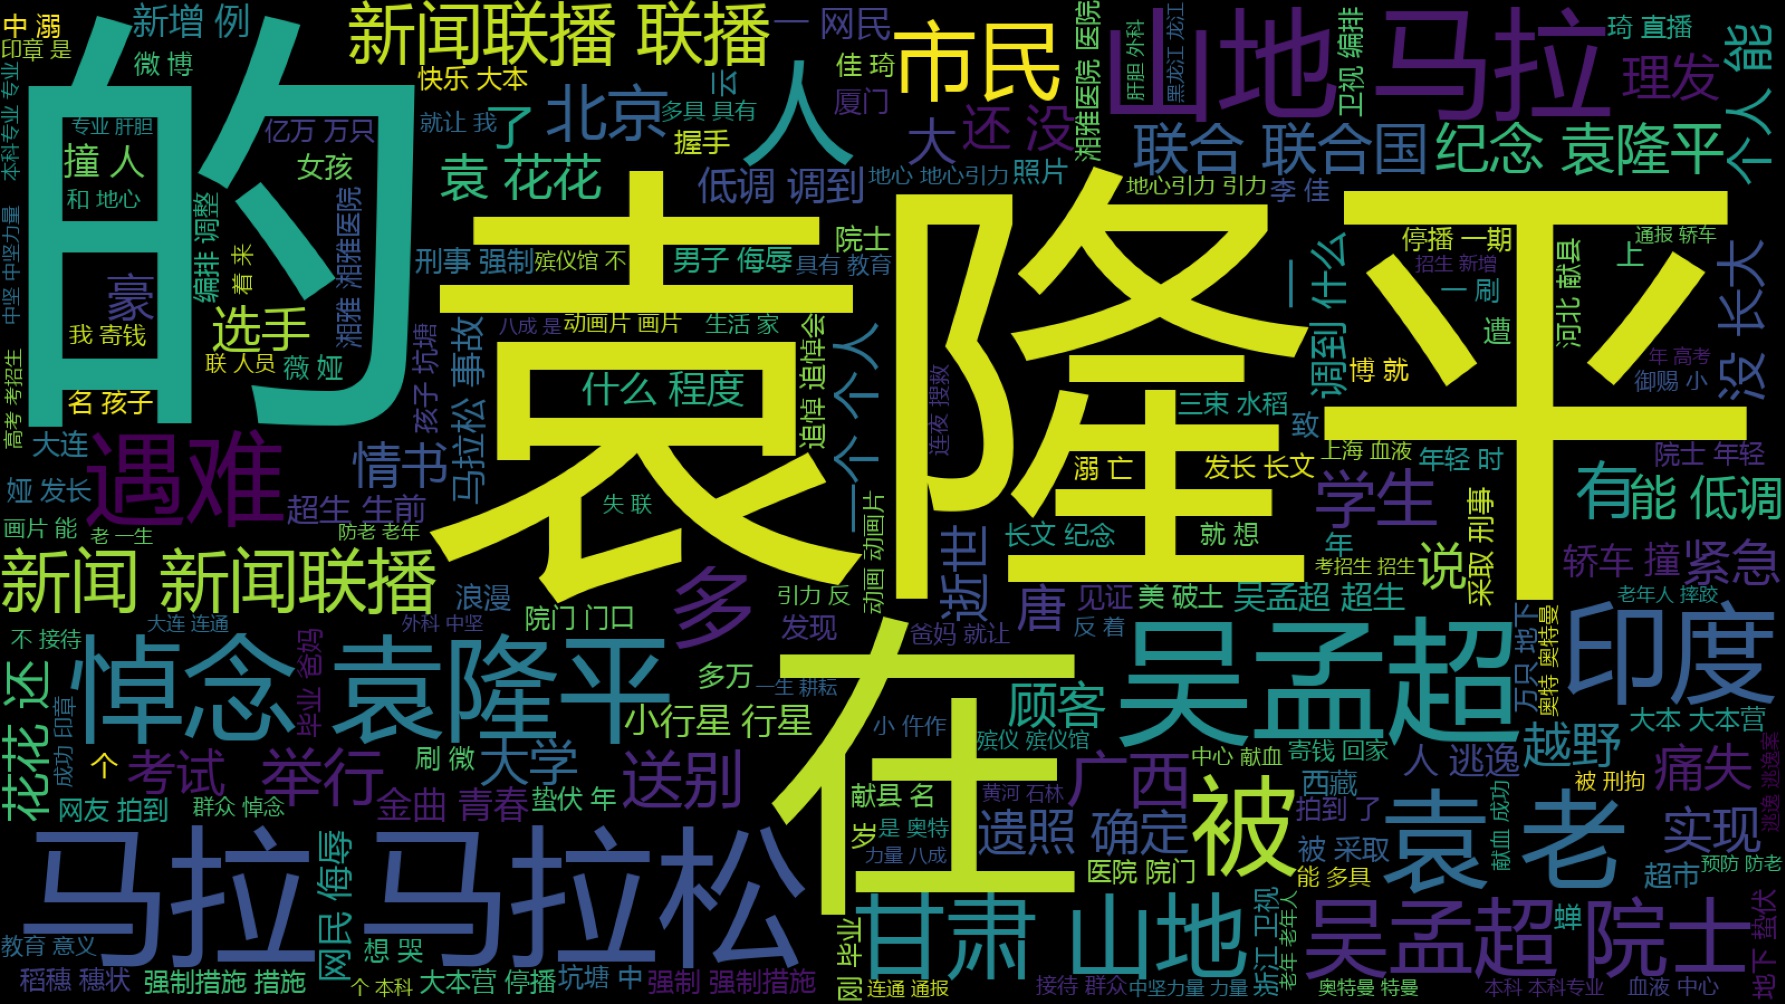 中 溺
新增 例
新闻联播 联播
一 网民
市民
山地 马拉
琦 直播
个人 能
印章 是
微 博
快乐 大本
云
佳 琦
湘雅医院 医院
肝胆 外科
黑龙江 龙江
卫视 编排
理发
本科专业 专业
的
专业 肝胆
亿万 万只
就让 我
了
北京
多具 具有
人
厦门
撞 人
女孩
袁 花花
握手
大
还 没
联合 联合国
纪念 袁隆平
和 地心
编排 调整
湘雅 湘雅医院
低调 调到
地心 地心引力
照片
地心引力 引力
李 佳
袁隆平
中坚 中坚力量
着 来
刑事 强制
殡仪馆 不
男子 侮辱
院士
具有 教育
一 什么
调到
停播 一期
通报 轿车
招生 新增
一 刷
河北 献县
上
没 长大
豪
我 寄钱
选手
八成 是
动画片 画片
生活 家
追悼 追悼会
一个 个人
遭
联 人员
薇 娅
孩子 坑塘
马拉松 事故
什么 程度
连夜 搜救
博 就
年 高考
御赐 小
名 孩子
高考 考招生
三束 水稻
致
大连
遇难
情书
溺 亡
发长 长文
上海 血液
年轻 时
院士 年轻
娅 发长
超生 生前
失 联
学生
有
能 低调
画片 能
老 一生
防老 老年
动画 动画片
逝世
长文 纪念
就 想
年
采取 刑事
新闻 新闻联播
考招生 招生
说
轿车 撞
紧急
浪漫
多
引力 反
唐
见证
美 破土
吴孟超 超生
老年人 摔跤
大连 连通
外科 中坚
院门 门口
发现
爸妈 就让
反 着
万只 地下
奥特 奥特曼
印度
不 接待
花花 还
悼念 袁隆平
毕业 爸妈
多万
一生 耕耘
在
吴孟超
小行星 行星
小 仵作
顾客
大本 大本营
成功 印章
个
考试
举行
刷 微
大学
送别
殡仪 殡仪馆
中心 献血
寄钱 回家
人 逃逸
越野
痛失
逃逸 逃逸案
网友 拍到
群众 悼念
金曲 青春
蛰伏 年
献县 名
黄河 石林
广西
西藏
被 刑拘
拍到 了
岁
是 奥特
遗照 确定
被
袁 老
献血 成功
实现
马拉 马拉松
网民 侮辱
力量 八成
医院 院门
被 采取
能 多具
超市
预防 防老
甘肃 山地
浙江 卫视
老年 老年人
吴孟超 院士
蝉
地下 蛰伏
教育 意义
想 哭
刚 毕业
稻穗 穗状
强制措施 措施
个 本科
大本营 停播
坑塘 中
强制 强制措施
连通 通报
接待 群众
中坚力量 力量
奥特曼 特曼
本科 本科专业
血液 中心